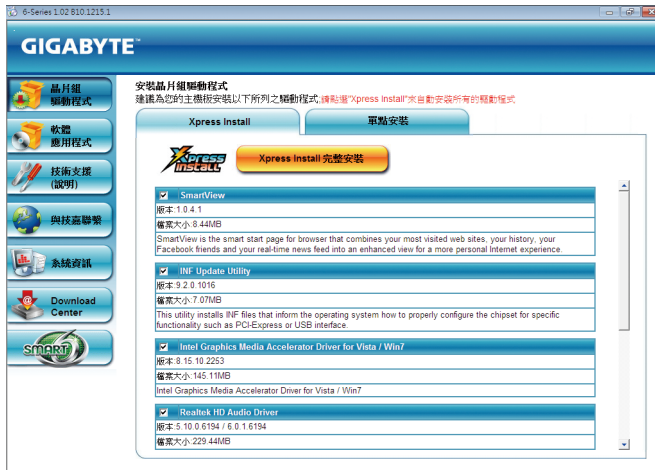 6-Series 1.02 B10.1215.1
GIGABYTE™
晶片組
驅動程式
軟體
應用程式
技術支援
(說明)
與技嘉聯繫
系統資訊
Download
Center
SMART
安裝晶片組驅動程式
建議為您的主機板安裝以下所列之驅動程式,請點選"Xpress Install"來自動安裝所有的驅動程式
Xpress Install
單點安裝
Xpress
INSTALL
Xpress Install 完整安裝
SmartView
版本:1.0.4.1
檔案大小:8.44MB
SmartView is the smart start page for browser that combines your most visited web sites, your history, your
Facebook friends and your real-time news feed into an enhanced view for a more personal Internet experience.
INF Update Utility
版本:9.2.0.1016
檔案大小:7.07MB
This utility installs INF files that inform the operating system how to properly configure the chipset for specific
functionality such as PCI-Express or USB interface.
Intel Graphics Media Accelerator Driver for Vista / Win7
版本:8.15.10.2253
檔案大小:145.11MB
Intel Graphics Media Accelerator Driver for Vista / Win7
Realtek HD Audio Driver
版本:5.10.0.6194 / 6.0.1.6194
檔案大小:229.44MB